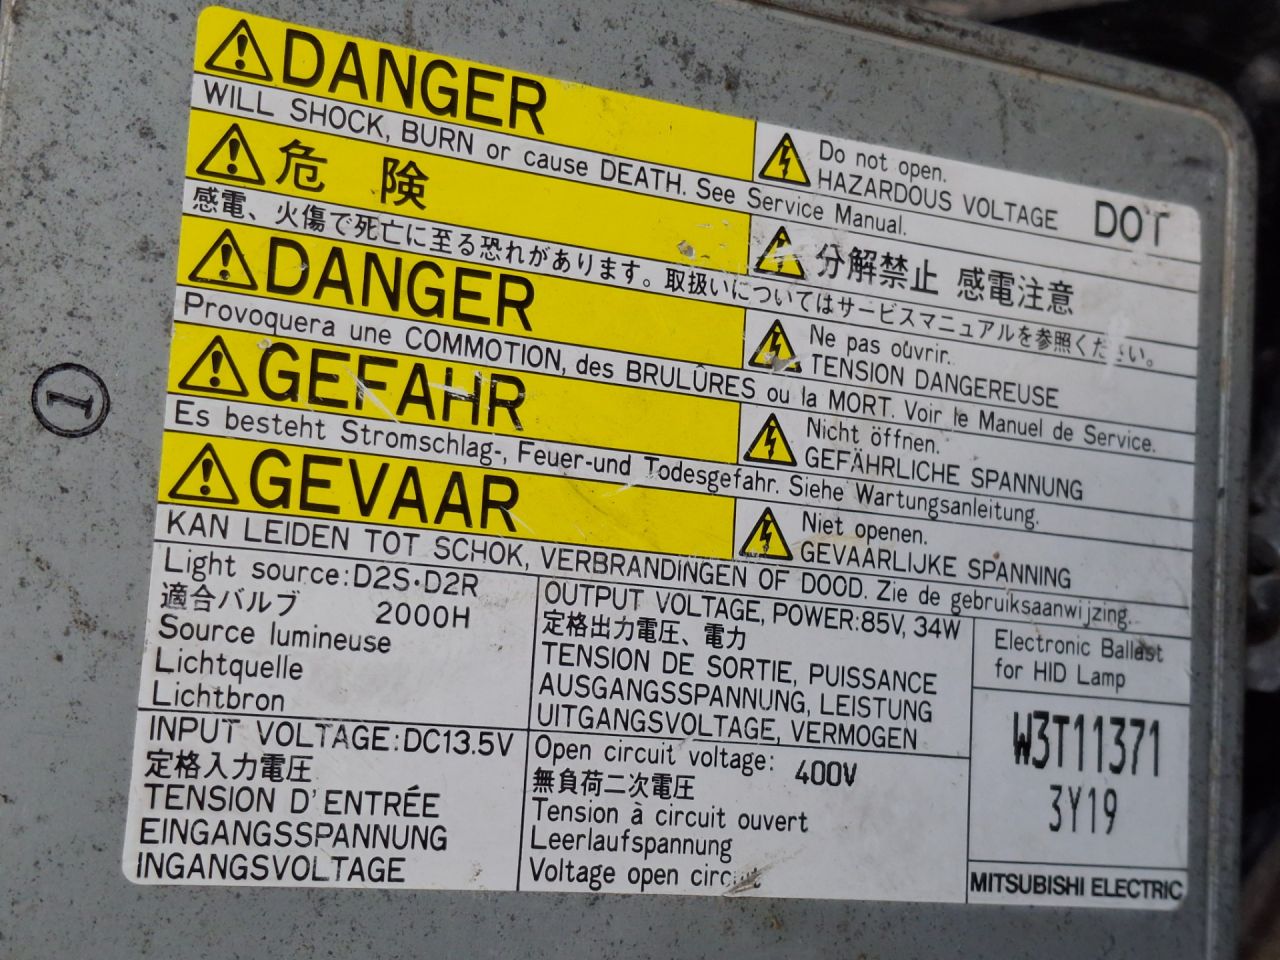 DANGER
WILL SHOCK, BURN or cause DEATH. See Service Manual.
Do not open.
HAZARDOUS VOLTAGE
DOT
危 険
感電、火傷で死亡に至る恐れがあります。取扱いについてはサービスマニュアルを参照ください。
分解禁止 感電注意
DANGER
Provoquera une COMMOTION, des BRULÛRES ou la MORT. Voir le Manuel de Service.
Ne pas oúvrir.
TENSION DANGEREUSE
GEFAHR
Es besteht Stromschlag-, Feuer-und Todesgefahr. Siehe Wartungsanleitung.
Nicht öffnen.
GEFÄHRLICHE SPANNUNG
GEVAAR
KAN LEIDEN TOT SCHOK, VERBRANDINGEN OF DOOD. Zie de gebruiksaanwijzing.
Niet openen.
GEVAARLIJKE SPANNING
Light source:D2S·D2R
適合バルブ 2000H
Source lumineuse
Lichtquelle
Lichtbron
OUTPUT VOLTAGE, POWER:85V, 34W
定格出力電圧、電力
TENSION DE SORTIE, PUISSANCE
AUSGANGSSPANNUNG, LEISTUNG
UITGANGSVOLTAGE, VERMOGEN
Electronic Ballast
for HID Lamp
INPUT VOLTAGE:DC13.5V
定格入力電圧
TENSION D'ENTRÉE
EINGANGSSPANNUNG
INGANGSVOLTAGE
Open circuit voltage: 400V
無負荷二次電圧
Tension à circuit ouvert
Leerlaufspannung
Voltage open circuit
W3T11371
3Y19
MITSUBISHI ELECTRIC
1